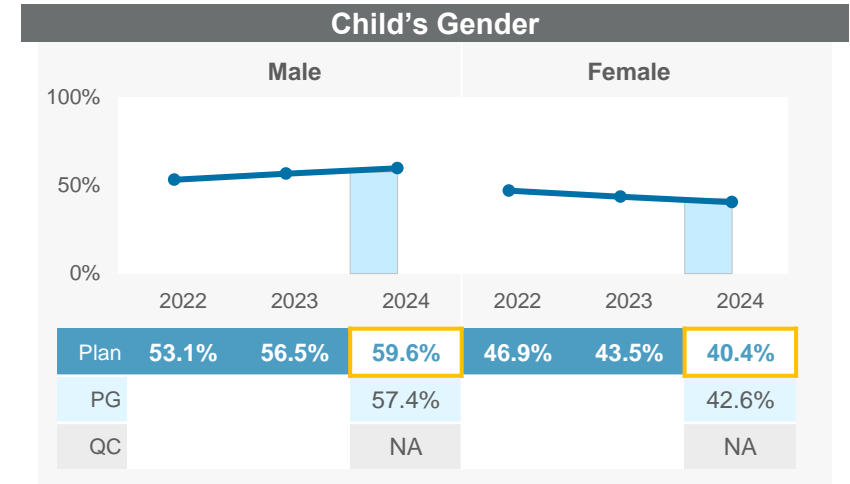 Child's Gender
Male Female
100%
50%
0%
2022 2023 2024 2022 2023 2024
Plan 53.1% 56.5% 59.6% 46.9% 43.5% 40.4%
PG 57.4% 42.6%
QC NA NA